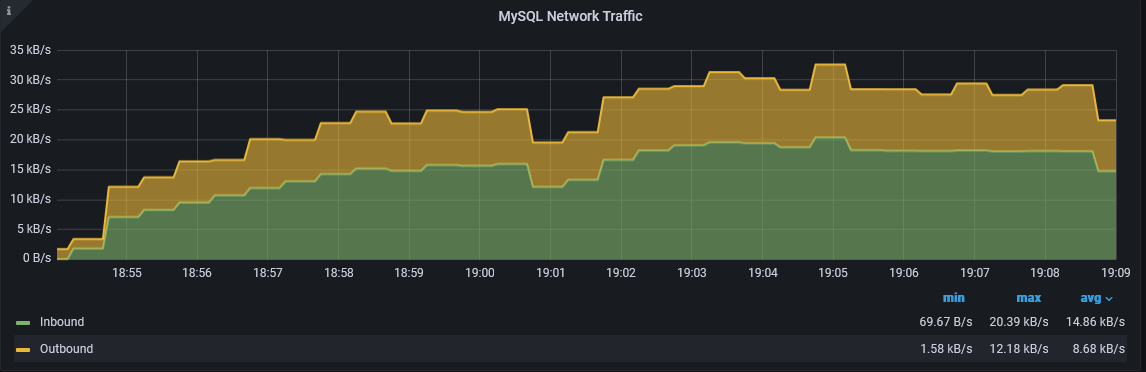 MySQL Network Traffic
35 kB/s
30 kB/s
25 kB/s
20 kB/s
15 kB/s
10 kB/s
5 kB/s
0 B/s
18:55 18:56 18:57 18:58 18:59 19:00 19:01 19:02 19:03 19:04 19:05 19:06 19:07 19:08 19:09
min max avg
Inbound 69.67 B/s 20.39 kB/s 14.86 kB/s
Outbound 1.58 kB/s 12.18 kB/s 8.68 kB/s